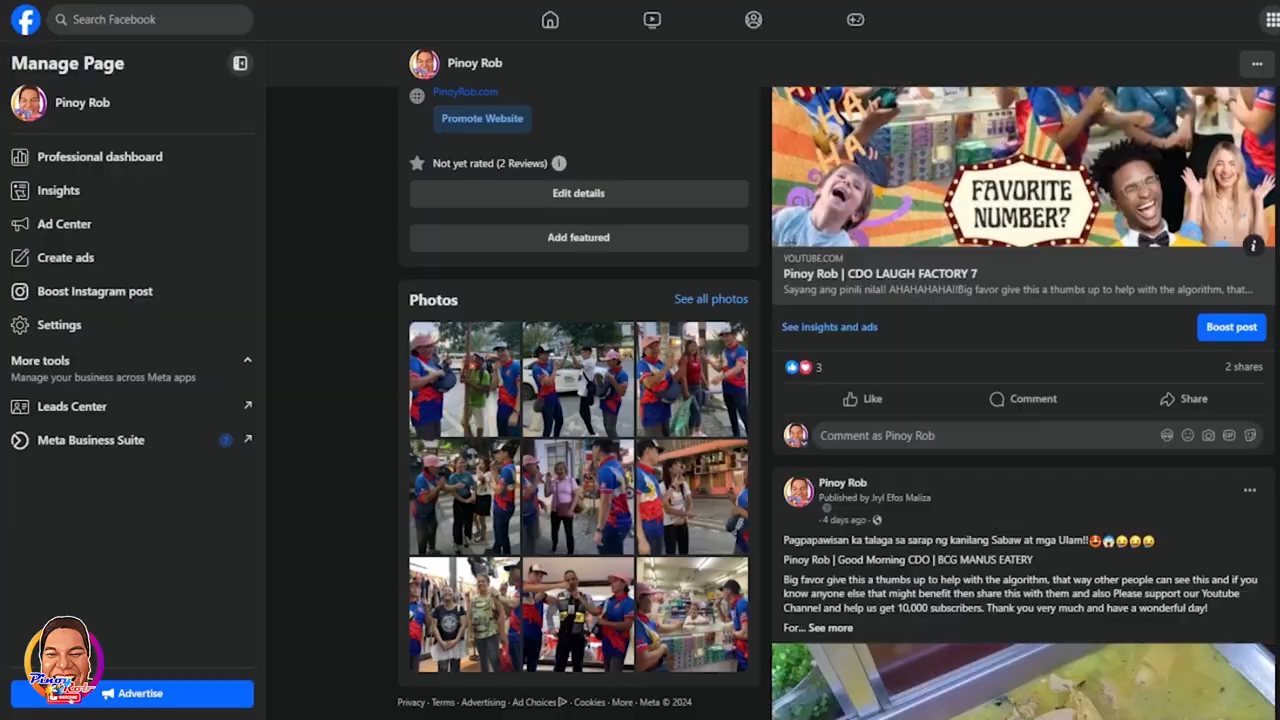 Search Facebook
Manage Page
Pinoy Rob
Professional dashboard
Insights
Ad Center
Create ads
Boost Instagram post
Settings
More tools
Manage your business across Meta apps
Leads Center
Meta Business Suite
7
Advertise
Pinoy Rob
Pinoy Rob
PinoyRob.com
Promote Website
Not yet rated (2 Reviews)
Edit details
Add featured
Photos
See all photos
Privacy · Terms · Advertising · Ad Choices · Cookies · More · Meta © 2024
HA HA
FAVORITE
NUMBER?
YOUTUBE.COM
Pinoy Rob | CDO LAUGH FACTORY 7
Sayang ang pinili nila!! AHAHAHAHA!!Big favor give this a thumbs up to help with the algorithm, that...
See insights and ads
Boost post
3
2 shares
Like
Comment
Share
Comment as Pinoy Rob
Pinoy Rob
Published by Jryl Efos Maliza
· 4 days ago ·
Pagpapawisan ka talaga sa sarap ng kanilang Sabaw at mga Ulam!!🤩😱🤪🤪🤪
Pinoy Rob | Good Morning CDO | BCG MANUS EATERY
Big favor give this a thumbs up to help with the algorithm, that way other people can see this and if you
know anyone else that might benefit then share this with them and also Please support our Youtube
Channel and help us get 10,000 subscribers. Thank you very much and have a wonderful day!
For... See more